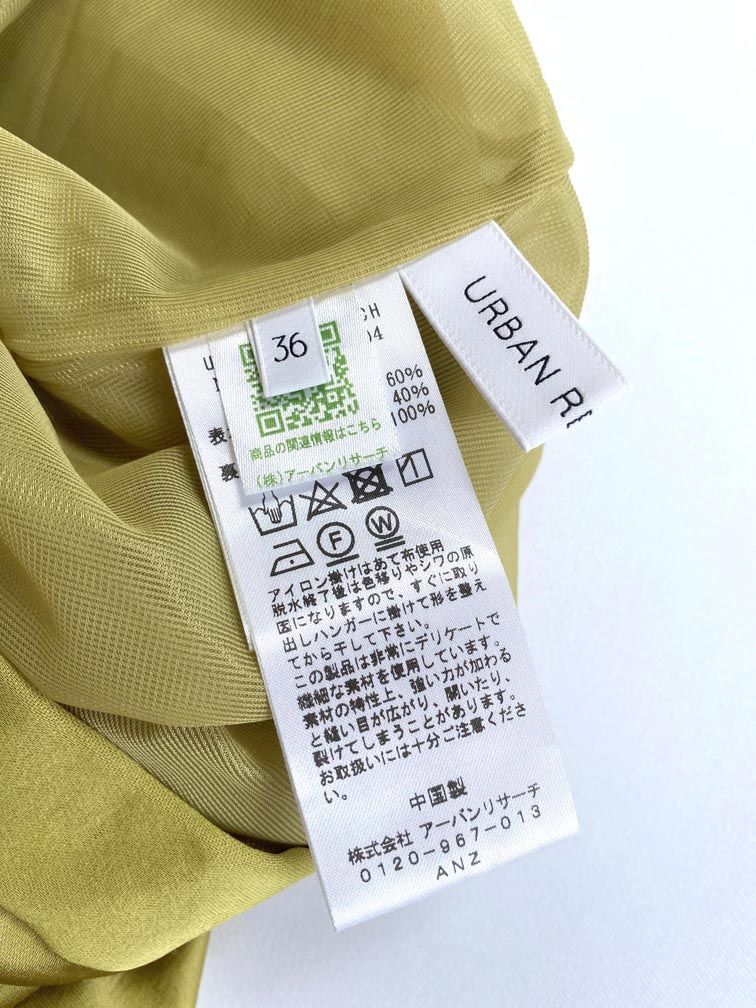 URBAN RE
36
CH
04
60%
40%
100%
表
裏
商品の関連情報はこちら
(株)アーバンリサーチ
F
W
アイロン掛けはあて布使用
脱水終了後は色移りやシワの原
因になりますので、すぐに取り
出しハンガーに掛けて形を整え
てから干して下さい。
この製品は非常にデリケートで
繊細な素材を使用しています。
素材の特性上、強い力が加わる
と縫い目が広がり、開いたり、
裂けてしまうことがあります。
お取扱いには十分ご注意くださ
い。
中国製
株式会社 アーバンリサーチ
0120-967-013
ANZ